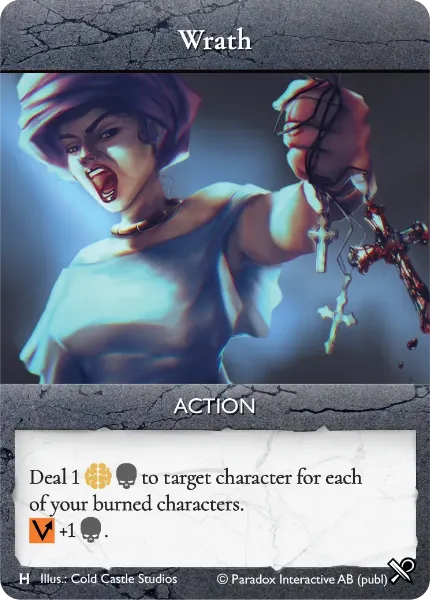 Wrath
ACTION
Deal 1 to target character for each
of your burned characters.
+1 .
H Illus.: Cold Castle Studios © Paradox Interactive AB (publ)